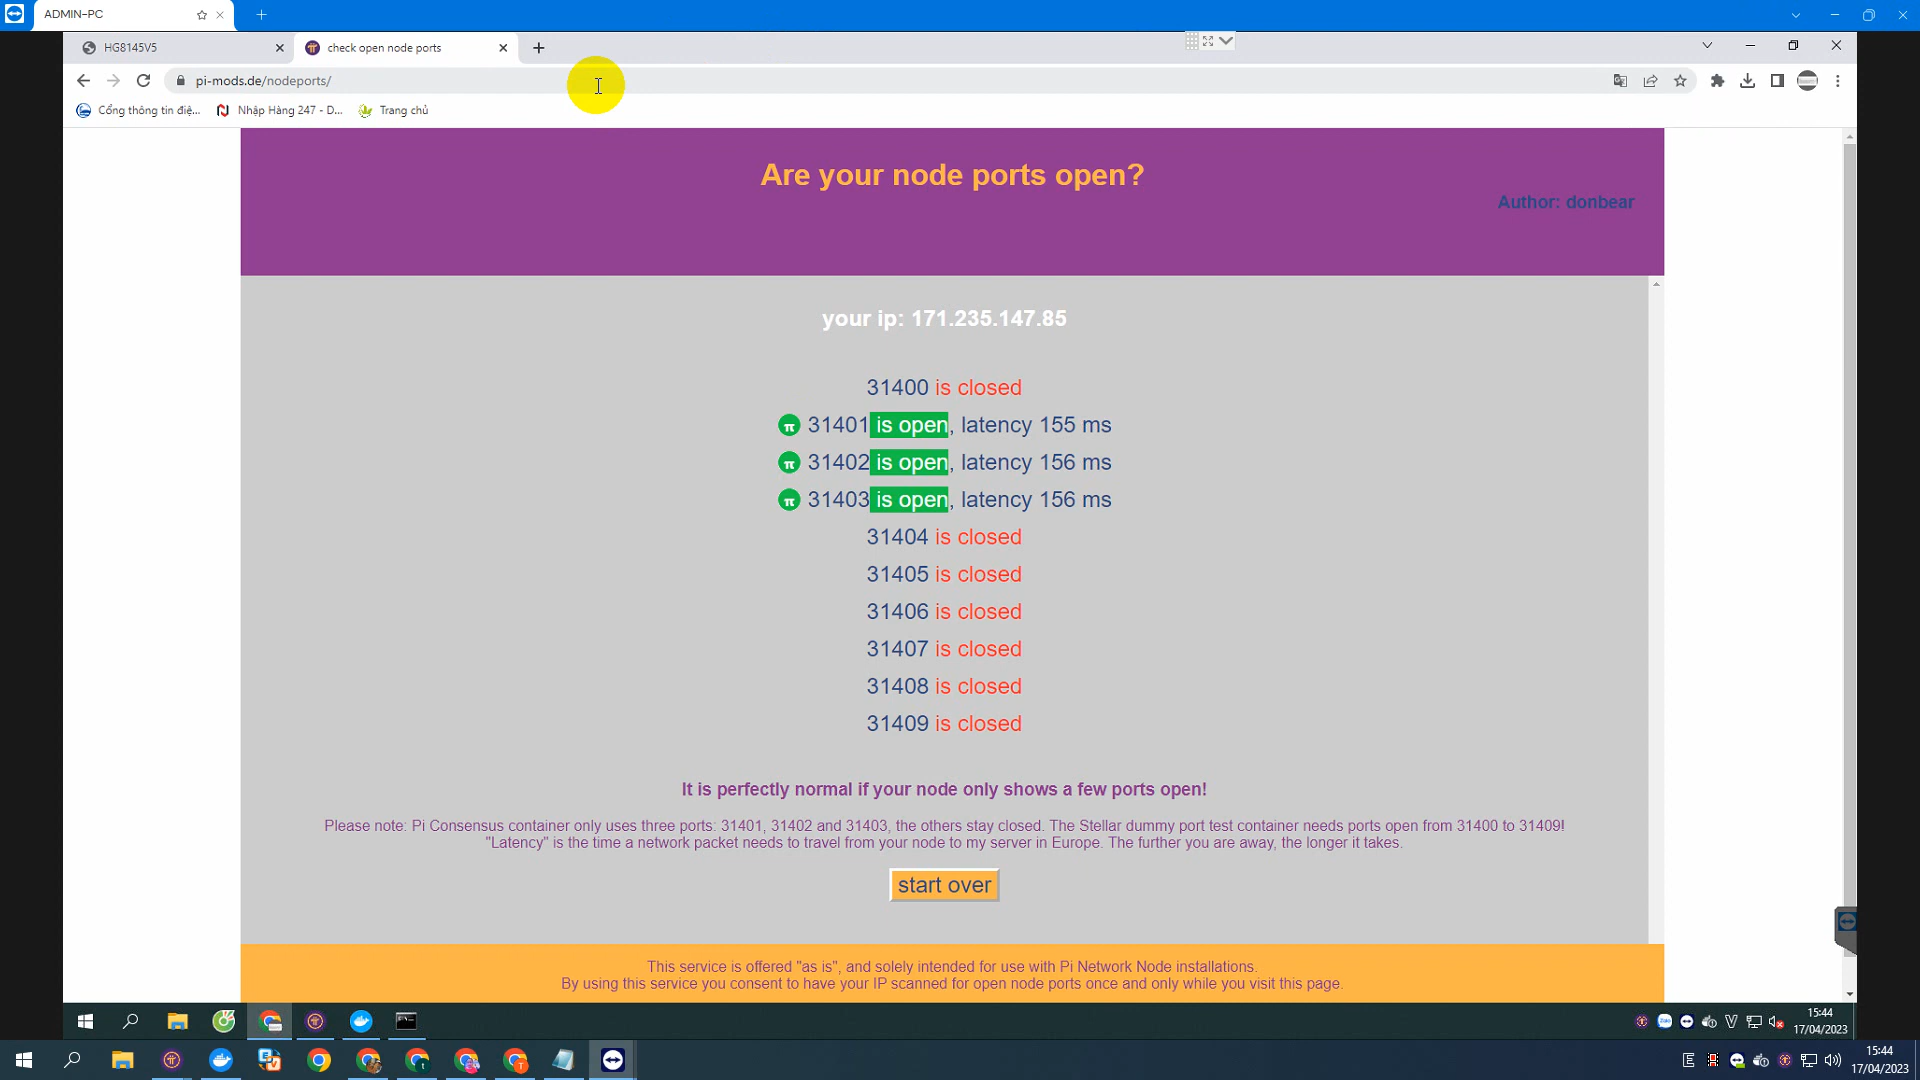 ADMIN-PC
HG8145V5
check open node ports
pi-mods.de/nodeports/
Cổng thông tin điệ...
Nhập Hàng 247 - D...
Trang chủ
Are your node ports open?
Author: donbear
your ip: 171.235.147.85
31400 is closed
31401 is open, latency 155 ms
31402 is open, latency 156 ms
31403 is open, latency 156 ms
31404 is closed
31405 is closed
31406 is closed
31407 is closed
31408 is closed
31409 is closed
It is perfectly normal if your node only shows a few ports open!
Please note: Pi Consensus container only uses three ports: 31401, 31402 and 31403, the others stay closed. The Stellar dummy port test container needs ports open from 31400 to 31409!
"Latency" is the time a network packet needs to travel from your node to my server in Europe. The further you are away, the longer it takes.
start over
This service is offered "as is", and solely intended for use with Pi Network Node installations.
By using this service you consent to have your IP scanned for open node ports once and only while you visit this page.
15:44
17/04/2023
15:44
17/04/2023